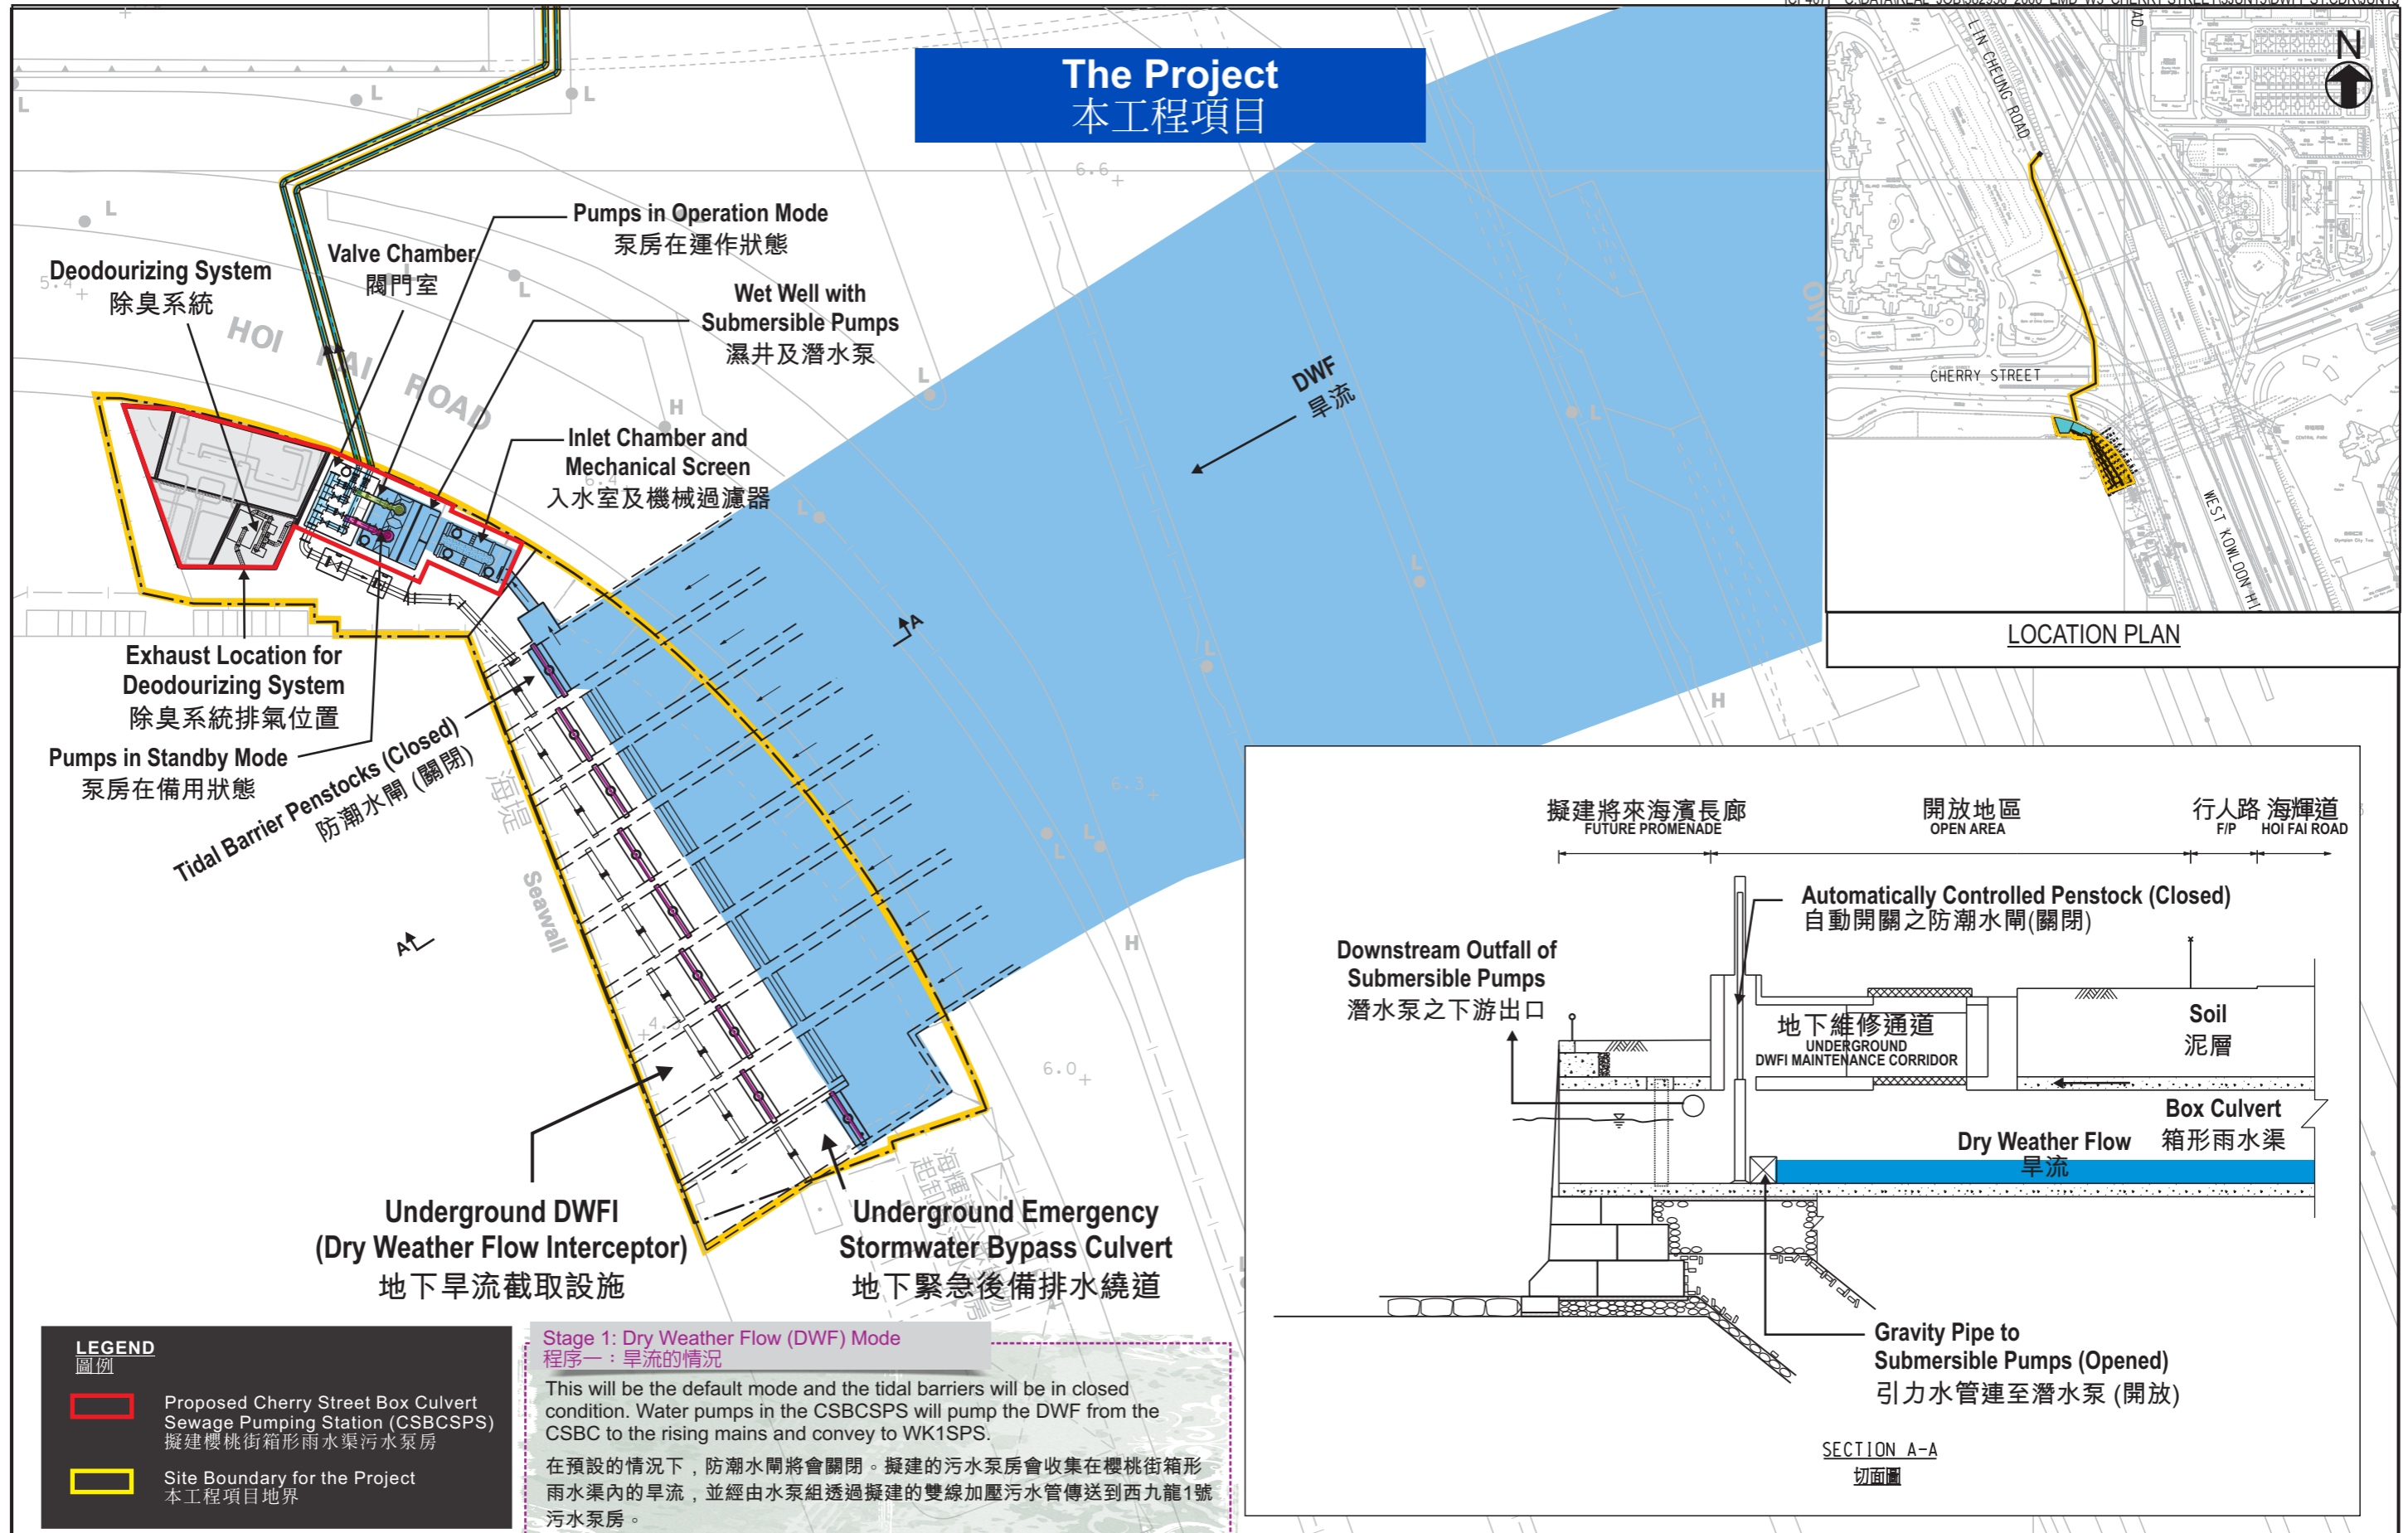 The Project
本工程項目
6.6
Pumps in Operation Mode
泵房在運作狀態
Valve Chamber
閥門室
Deodourizing System
除臭系統
5.4
HOI FAI ROAD
Wet Well with
Submersible Pumps
濕井及潛水泵
Inlet Chamber and
Mechanical Screen
入水室及機械過濾器
6.4
DWF
旱流
Exhaust Location for
Deodourizing System
除臭系統排氣位置
Pumps in Standby Mode
泵房在備用狀態
Tidal Barrier Penstocks (Closed)
防潮水閘 (關閉)
海堤
Seawall
A
A
6.3
6.0
Underground DWFI
(Dry Weather Flow Interceptor)
地下旱流截取設施
Underground Emergency
Stormwater Bypass Culvert
地下緊急後備排水繞道
N
LIN CHEUNG ROAD
CHERRY STREET
WEST KOWLOON HI
LOCATION PLAN
擬建將來海濱長廊
FUTURE PROMENADE
開放地區
OPEN AREA
行人路
F/P
海輝道
HOI FAI ROAD
Automatically Controlled Penstock (Closed)
自動開關之防潮水閘(關閉)
Downstream Outfall of
Submersible Pumps
潛水泵之下游出口
地下維修通道
UNDERGROUND
DWFI MAINTENANCE CORRIDOR
Soil
泥層
Box Culvert
箱形雨水渠
Dry Weather Flow
旱流
Gravity Pipe to
Submersible Pumps (Opened)
引力水管連至潛水泵 (開放)
SECTION A-A
切面圖
LEGEND
圖例
Proposed Cherry Street Box Culvert
Sewage Pumping Station (CSBCSPS)
擬建櫻桃街箱形雨水渠污水泵房
Site Boundary for the Project
本工程項目地界
Stage 1: Dry Weather Flow (DWF) Mode
程序一：旱流的情況
This will be the default mode and the tidal barriers will be in closed
condition. Water pumps in the CSBCSPS will pump the DWF from the
CSBC to the rising mains and convey to WK1SPS.
在預設的情況下，防潮水閘將會關閉。擬建的污水泵房會收集在櫻桃街箱形
雨水渠內的旱流，並經由水泵組透過擬建的雙線加壓污水管傳送到西九龍1號
污水泵房。